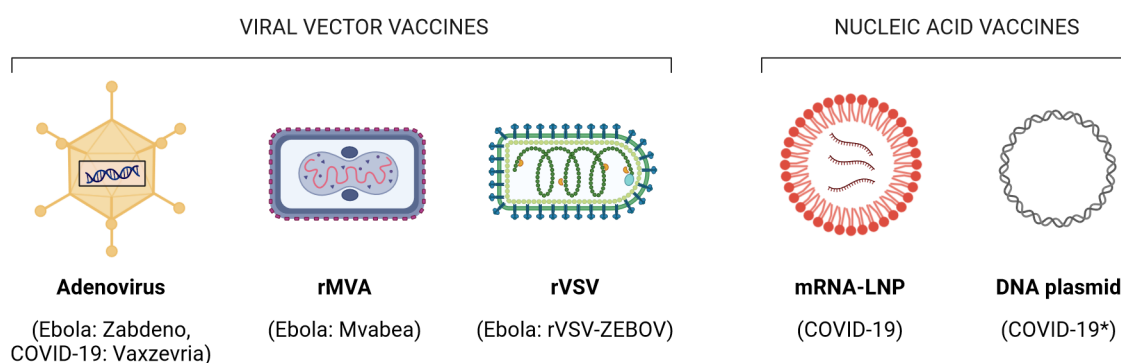 VIRAL VECTOR VACCINES
NUCLEIC ACID VACCINES
Adenovirus
(Ebola: Zabdeno,
COVID-19: Vaxzevria)
rMVA
(Ebola: Mvabea)
rVSV
(Ebola: rVSV-ZEBOV)
mRNA-LNP
(COVID-19)
DNA plasmid
(COVID-19*)